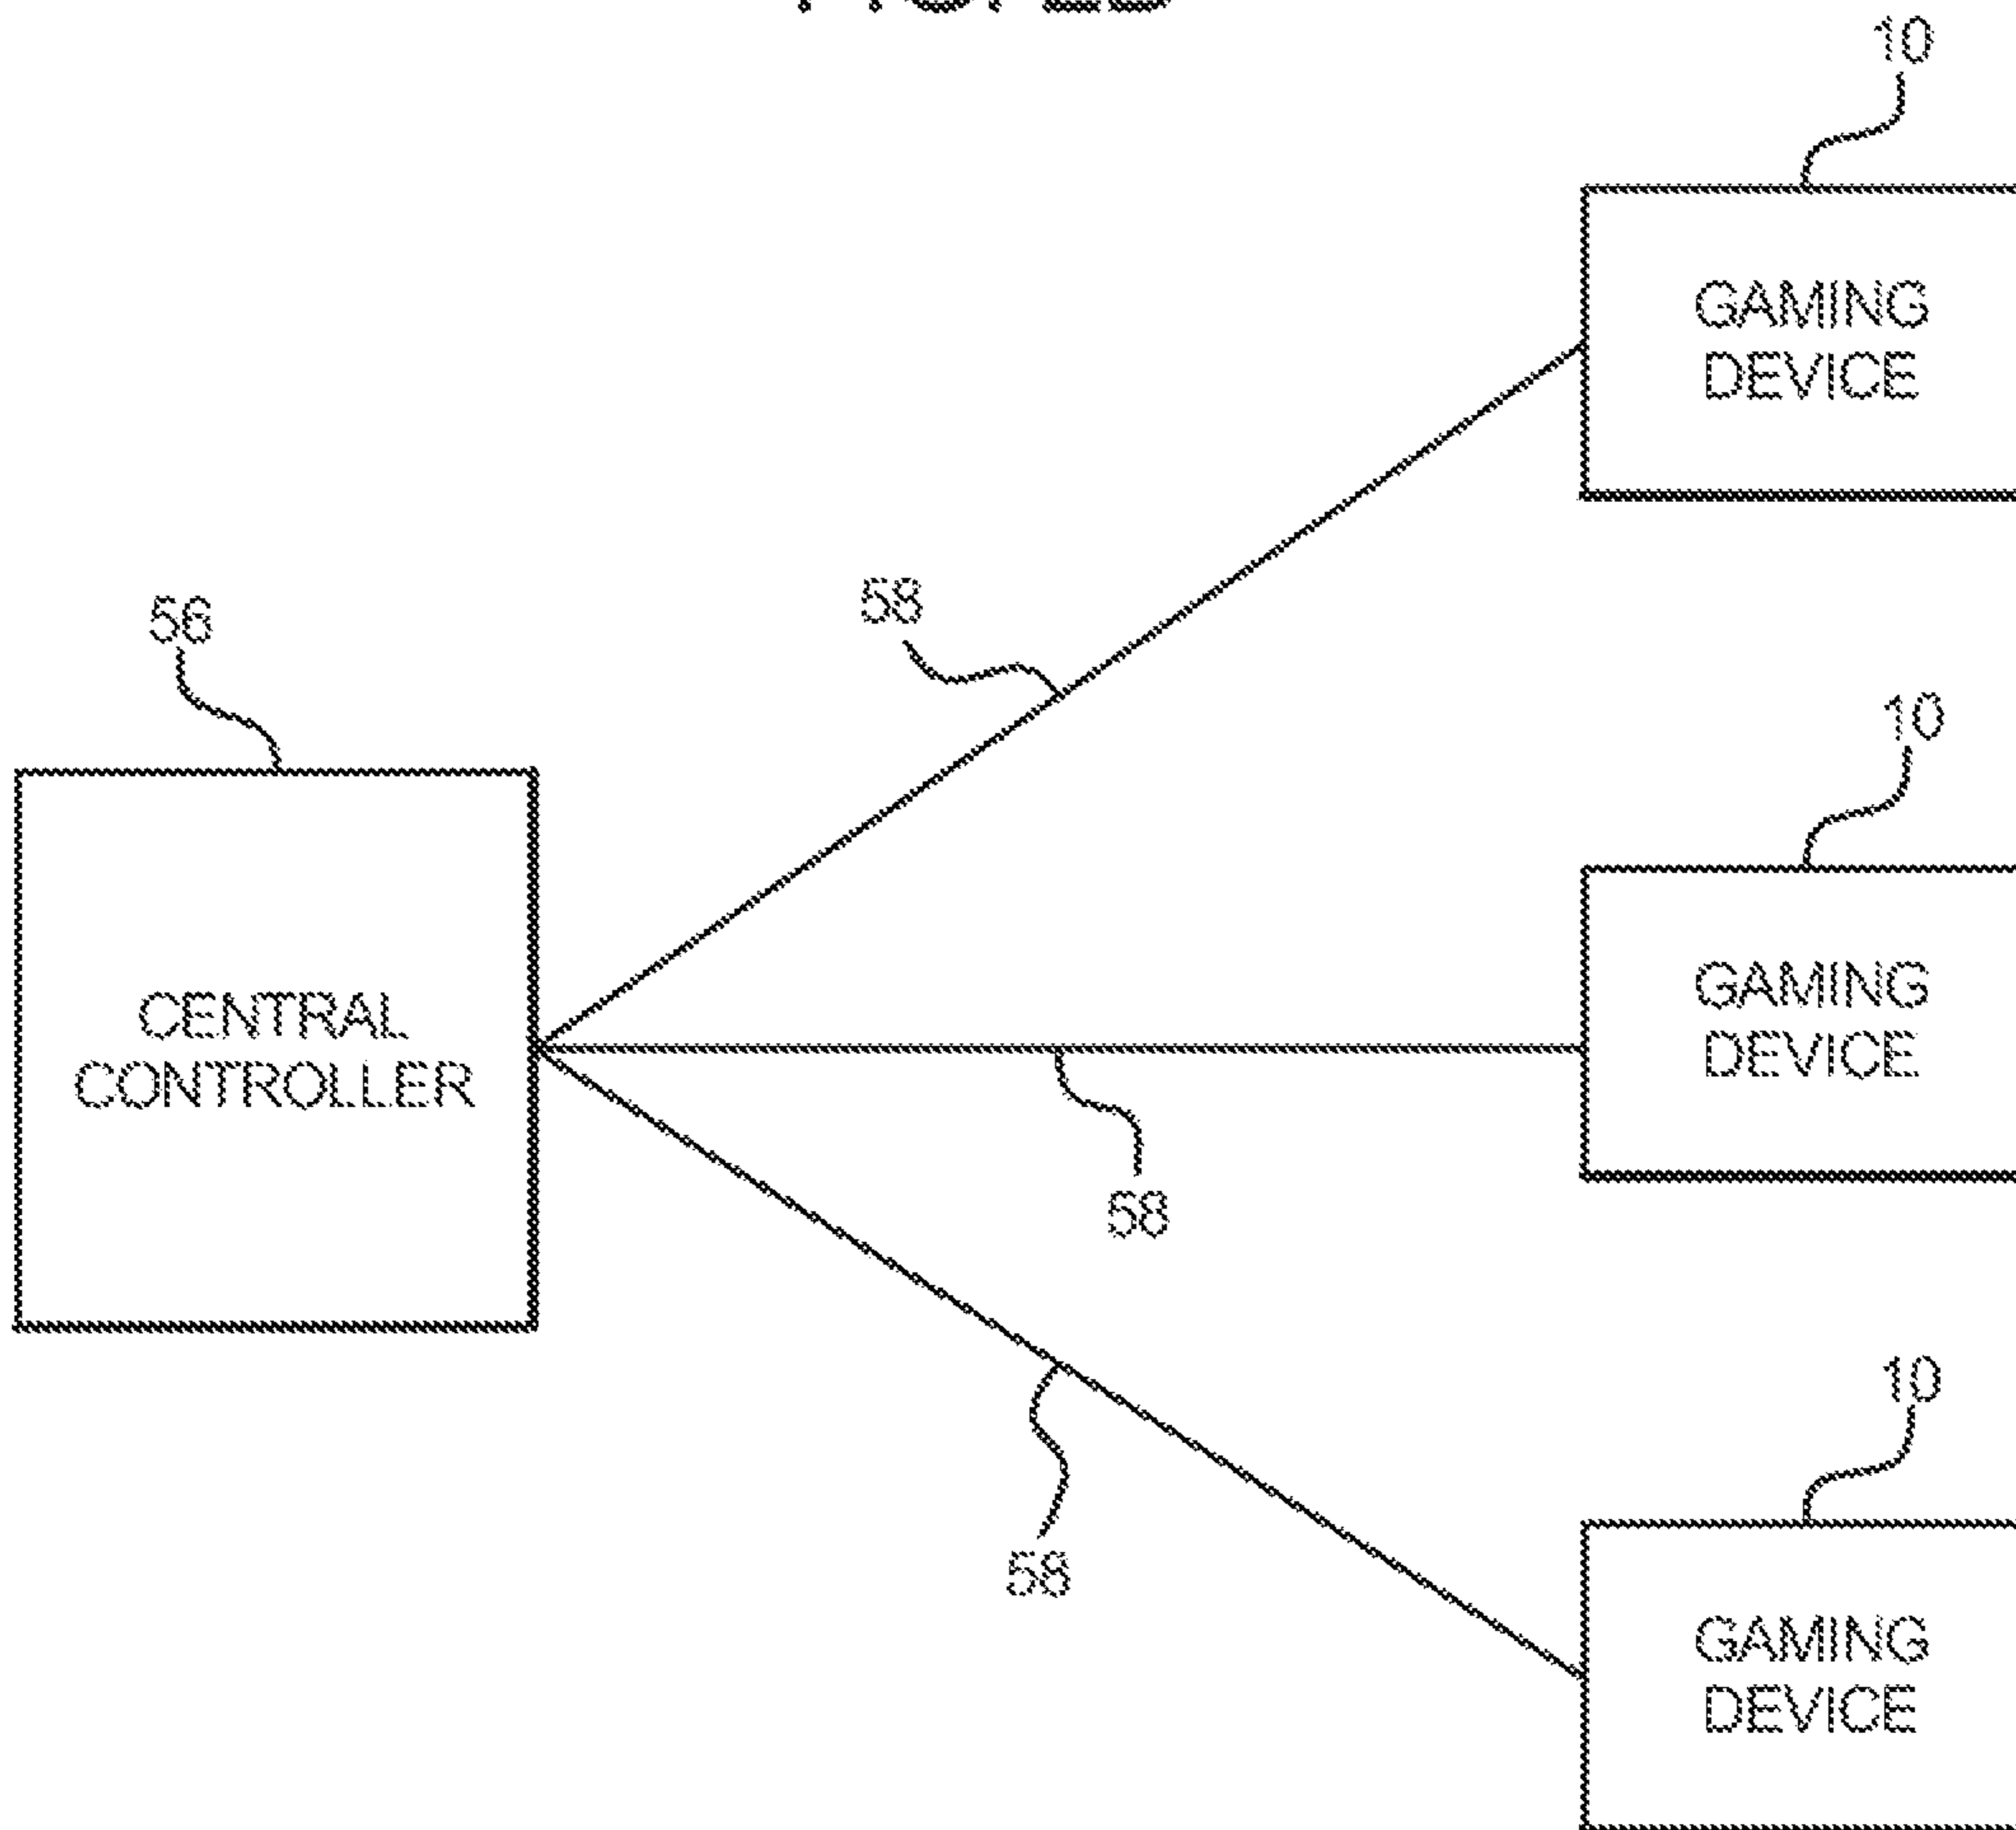 10
GAMING
DEVICE
58
56
10
CENTRAL
CONTROLLER
GAMING
DEVICE
58
10
58
GAMING
DEVICE